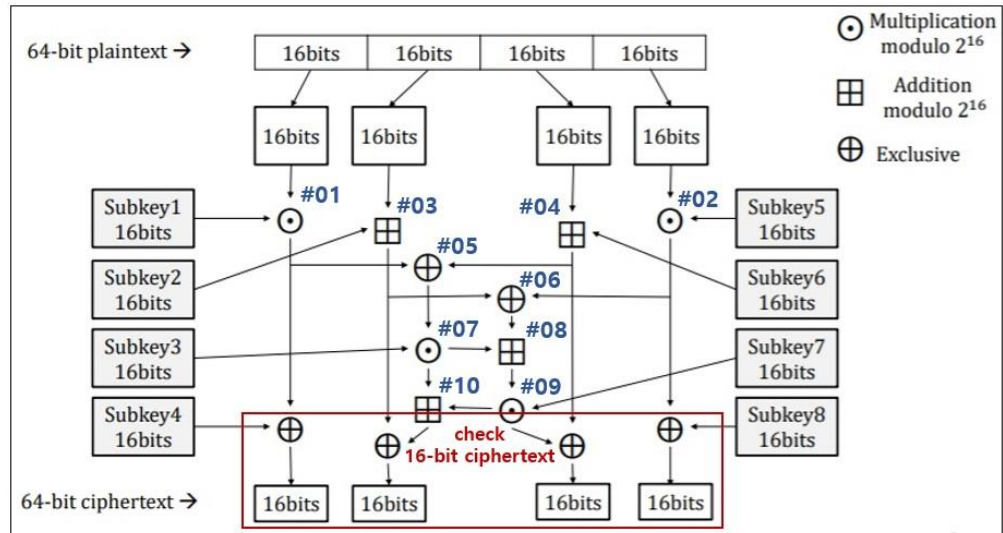 64-bit plaintext →
16bits
16bits
16bits
16bits
Multiplication
modulo 2¹⁶
Addition
modulo 2¹⁶
Exclusive
16bits
16bits
16bits
16bits
#01
#03
#04
#02
Subkey1
16bits
Subkey5
16bits
#05
#06
Subkey2
16bits
Subkey6
16bits
#07
#08
Subkey3
16bits
Subkey7
16bits
#10
#09
Subkey4
16bits
Subkey8
16bits
check
16-bit ciphertext
64-bit ciphertext →
16bits
16bits
16bits
16bits